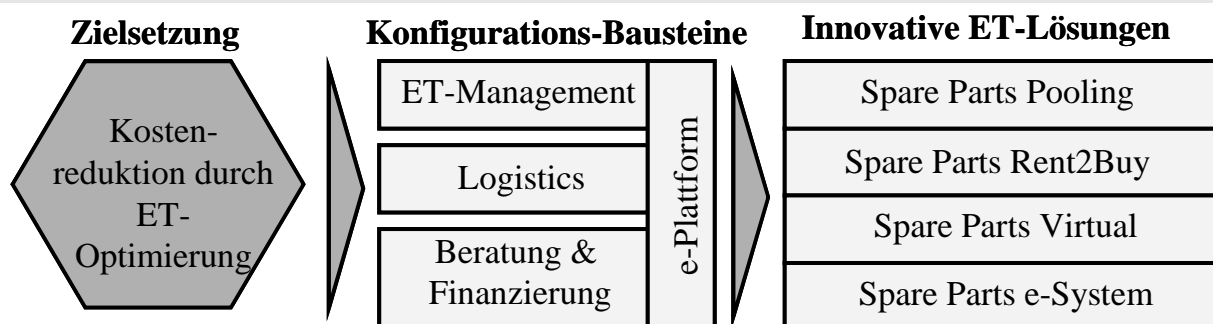 Zielsetzung
Kosten-
reduktion durch
ET-
Optimierung
Konfigurations-Bausteine
ET-Management
Logistics
Beratung &
Finanzierung
e-Plattform
Innovative ET-Lösungen
Spare Parts Pooling
Spare Parts Rent2Buy
Spare Parts Virtual
Spare Parts e-System